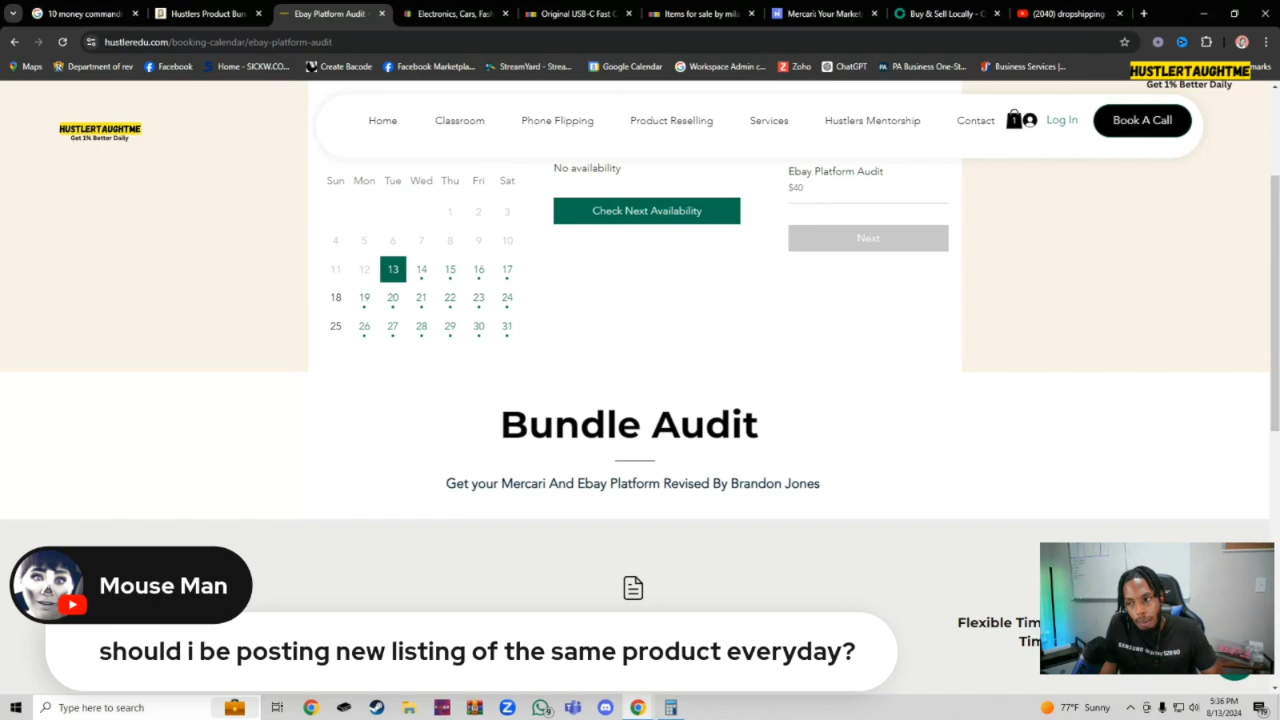 10 money command
Hustlers Product Bun
Ebay Platform Audit -
Electronics, Cars, Fash
Original USB-C Fast C
Items for sale by mila
Mercari: Your Market
Buy & Sell Locally - C
(2040) dropshipping
hustleredu.com/booking-calendar/ebay-platform-audit
Maps
Department of rev
Facebook
Home - SICKW.CO...
Create Bacode
Facebook Marketpla...
StreamYard - Strea...
Google Calendar
Workspace Admin c...
Zoho
ChatGPT
PA Business One-St...
Business Services |...
HUSTLERTAUGHTME
Get 1% Better Daily
HUSTLERTAUGHTME
Get 1% Better Daily
Home
Classroom
Phone Flipping
Product Reselling
Services
Hustlers Mentorship
Contact
1
Log In
Book A Call
Sun Mon Tue Wed Thu Fri Sat
1 2 3
4 5 6 7 8 9 10
11 12 13 14 15 16 17
18 19 20 21 22 23 24
25 26 27 28 29 30 31
No availability
Check Next Availability
Ebay Platform Audit
$40
Next
Bundle Audit
Get your Mercari And Ebay Platform Revised By Brandon Jones
Mouse Man
should i be posting new listing of the same product everyday?
Flexible Tim
Tim
Type here to search
77°F Sunny
5:36 PM
8/13/2024